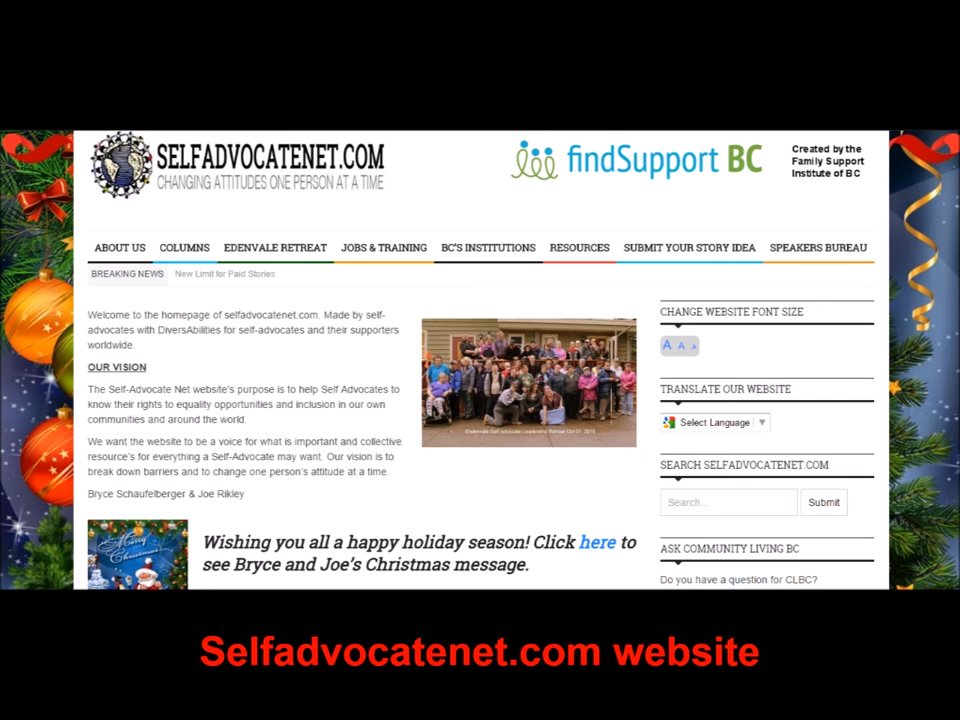 SELFADVOCATENET.COM
CHANGING ATTITUDES ONE PERSON AT A TIME
findSupport BC
Created by the
Family Support
Institute of BC
ABOUT US COLUMNS EDENVALE RETREAT JOBS & TRAINING BC'S INSTITUTIONS RESOURCES SUBMIT YOUR STORY IDEA SPEAKERS BUREAU
BREAKING NEWS New Limit for Paid Stories
Welcome to the homepage of selfadvocatenet.com. Made by self-
advocates with DiversAbilities for self-advocates and their supporters
worldwide.
OUR VISION
The Self-Advocate Net website's purpose is to help Self Advocates to
know their rights to equality opportunities and inclusion in our own
communities and around the world.
We want the website to be a voice for what is important and collective
resource's for everything a Self-Advocate may want. Our vision is to
break down barriers and to change one person's attitude at a time.
Bryce Schaufelberger & Joe Rikley
Self Advocate Leadership Retreat Oct 01, 2015
Merry
Christmas!
Wishing you all a happy holiday season! Click here to
see Bryce and Joe's Christmas message.
CHANGE WEBSITE FONT SIZE
A A A
TRANSLATE OUR WEBSITE
Select Language ▼
SEARCH SELFADVOCATENET.COM
Search... Submit
ASK COMMUNITY LIVING BC
Do you have a question for CLBC?
Selfadvocatenet.com website